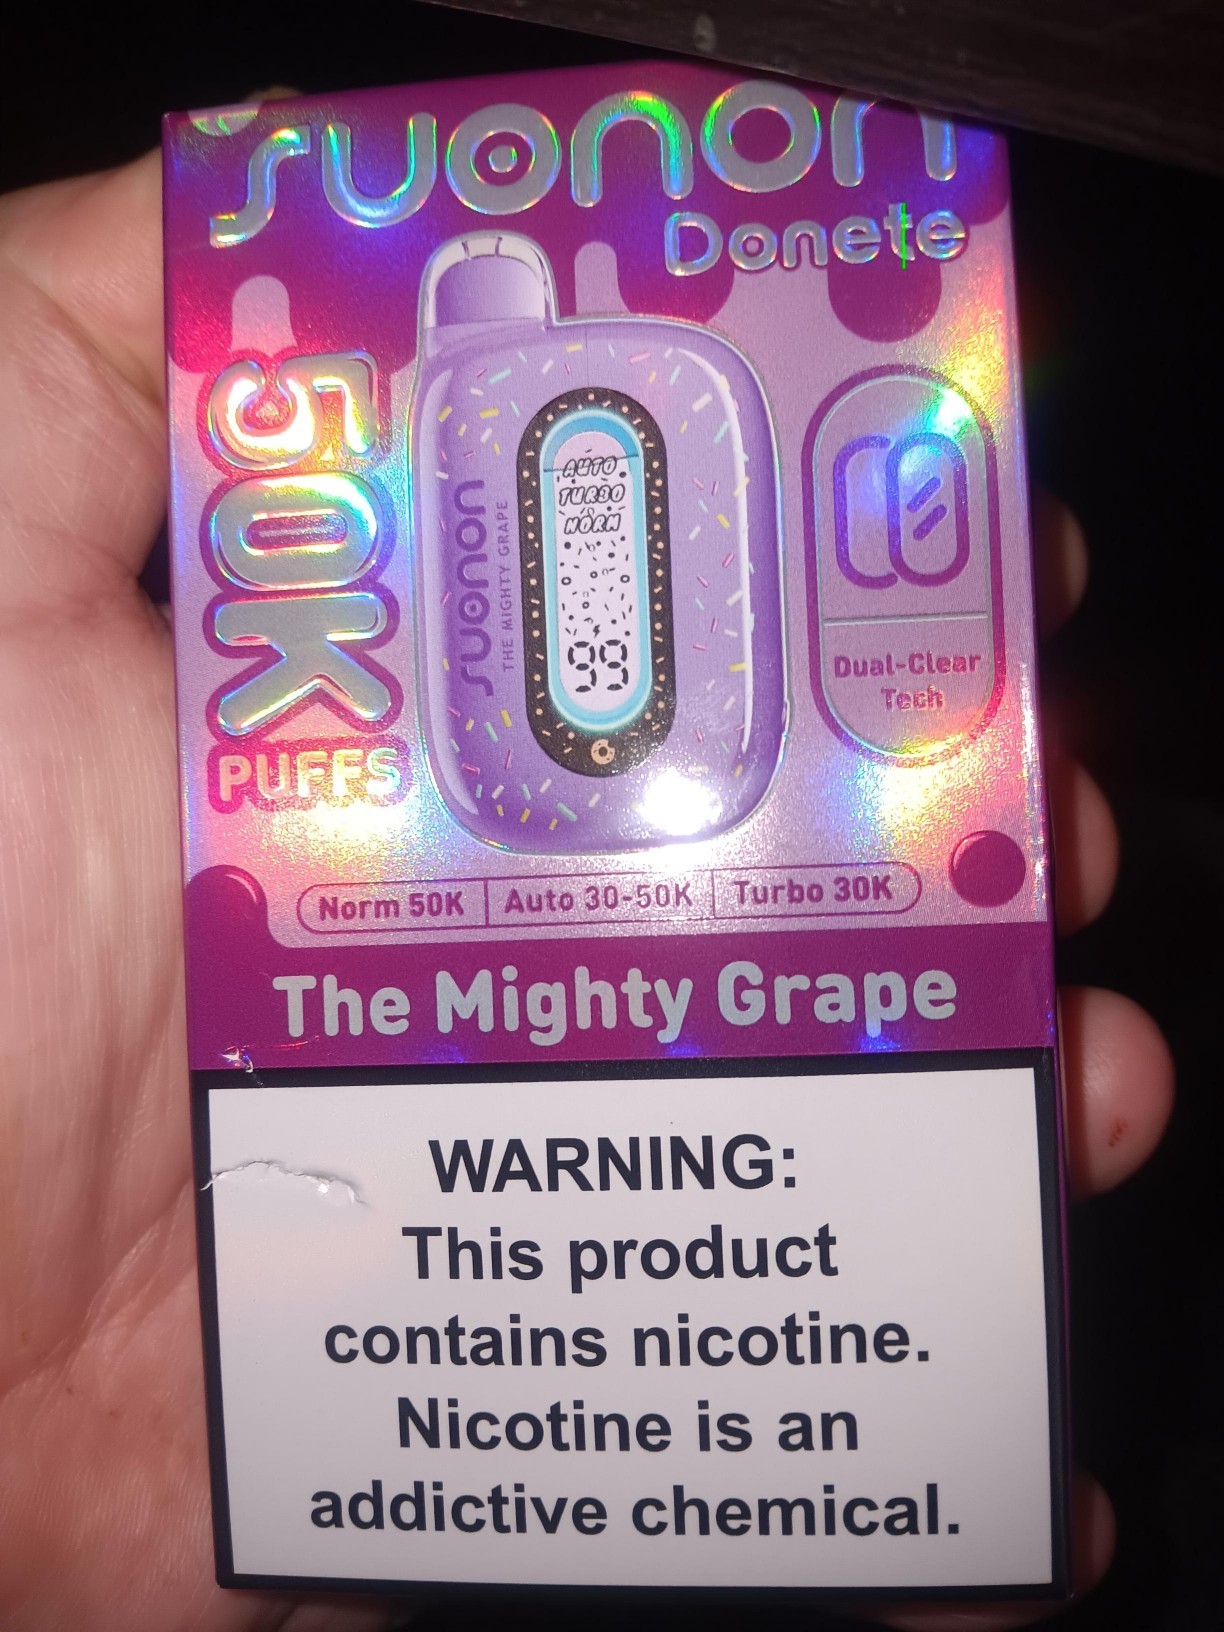 suonon
Donete
50K
PUFFS
AUTO
TURBO
NORM
99
suonon
THE MIGHTY GRAPE
Dual-Clear
Tech
Norm 50K Auto 30-50K Turbo 30K
The Mighty Grape
WARNING:
This product
contains nicotine.
Nicotine is an
addictive chemical.